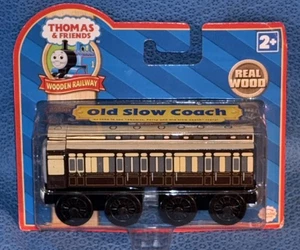 THOMAS
& FRIENDS
WOODEN RAILWAY
2+
REAL
WOOD
Old Slow Coach